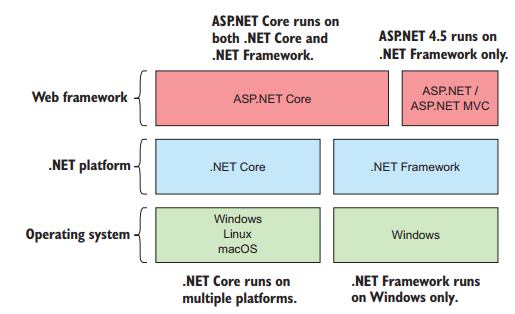 ASP.NET Core runs on
both .NET Core and
.NET Framework.
ASP.NET 4.5 runs on
.NET Framework only.
Web framework
ASP.NET Core
ASP.NET /
ASP.NET MVC
.NET platform
.NET Core
.NET Framework
Operating system
Windows
Linux
macOS
Windows
.NET Core runs on
multiple platforms.
.NET Framework runs
on Windows only.